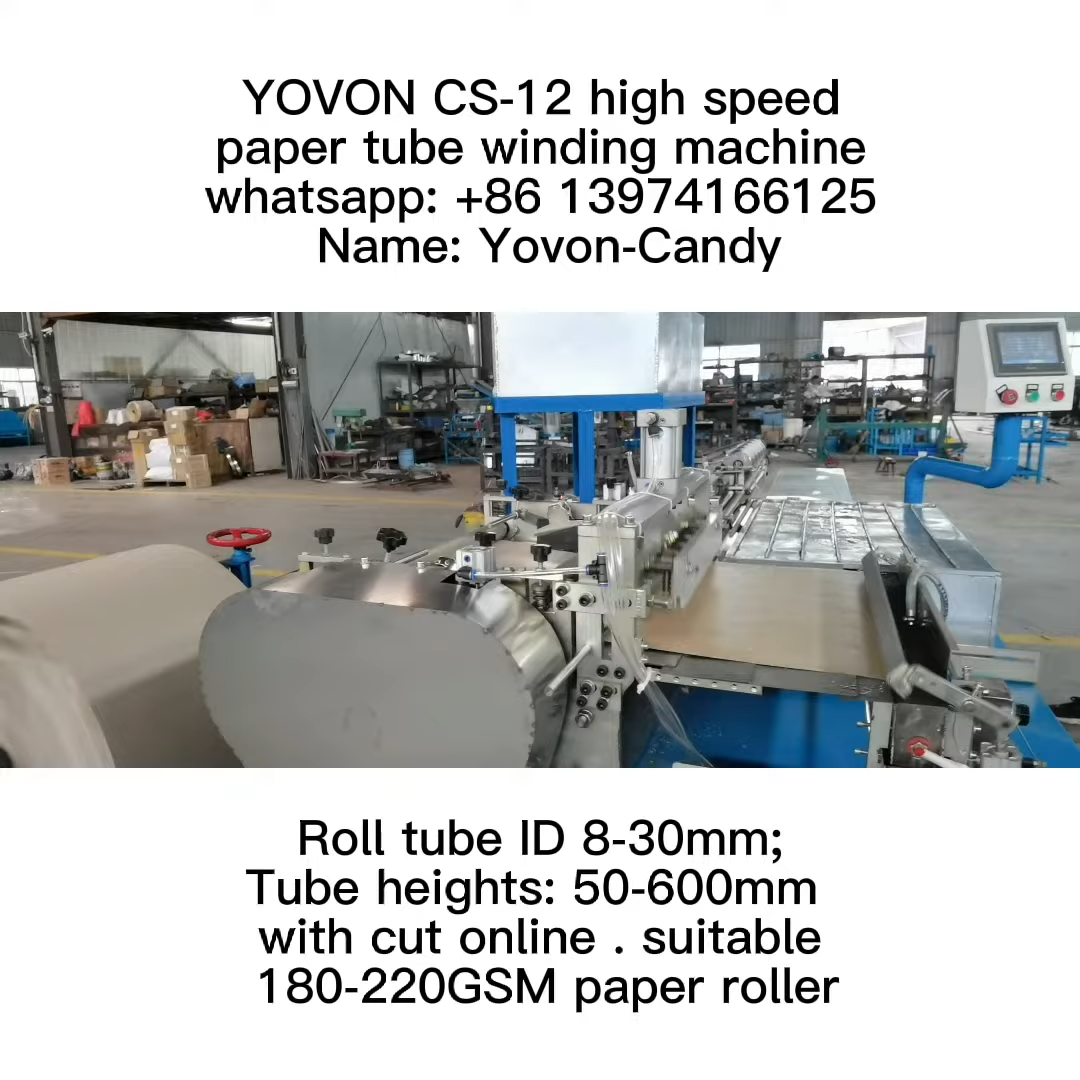 YOVON CS-12 high speed
paper tube winding machine
whatsapp: +86 13974166125
Name: Yovon-Candy
Roll tube ID 8-30mm;
Tube heights: 50-600mm
with cut online . suitable
180-220GSM paper roller